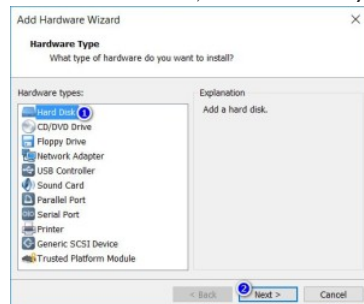 Add Hardware Wizard
Hardware Type
What type of hardware do you want to install?
Hardware types:
Explanation
Hard Disk 1
Add a hard disk.
CD/DVD Drive
Floppy Drive
Network Adapter
USB Controller
Sound Card
Parallel Port
Serial Port
Printer
Generic SCSI Device
Trusted Platform Module
< Back
2
Next >
Cancel